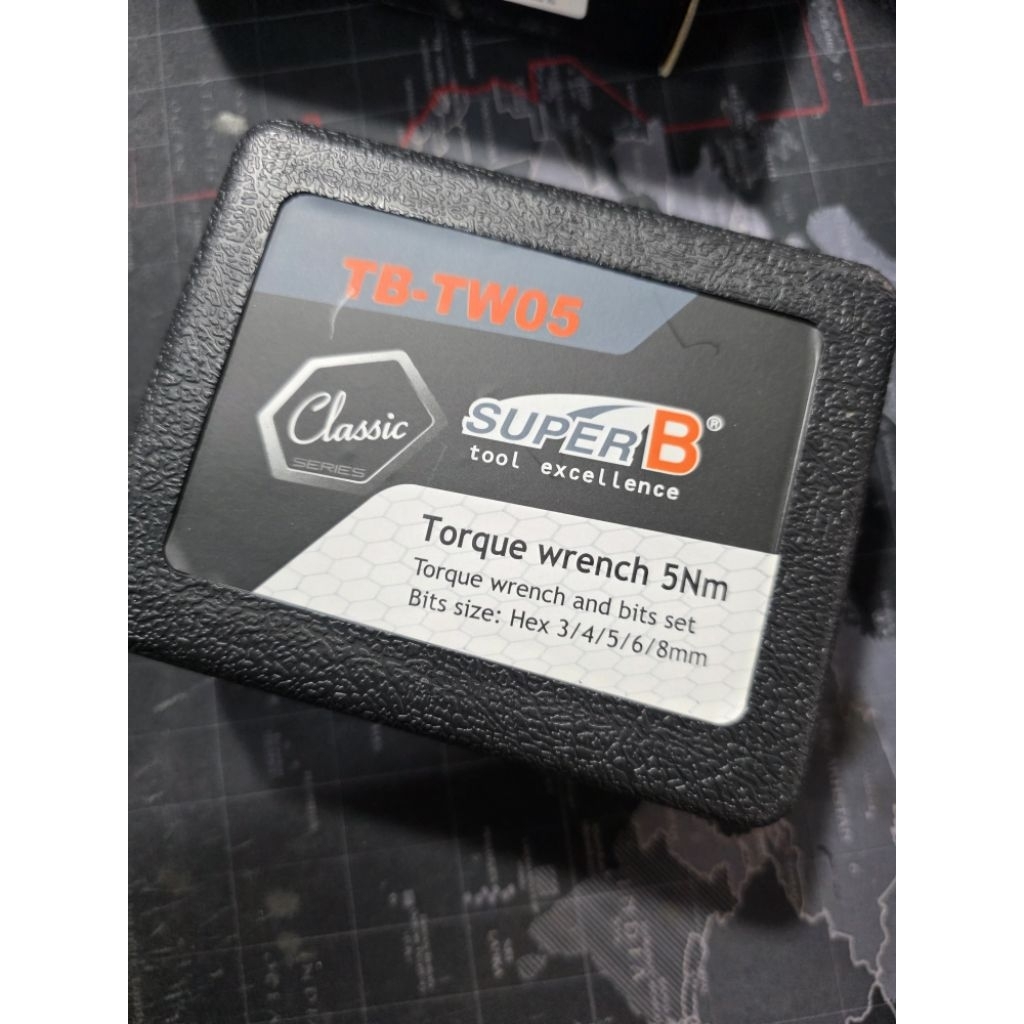 TB-TW05
Classic
SERIES
SUPER B®
tool excellence
Torque wrench 5Nm
Torque wrench and bits set
Bits size: Hex 3/4/5/6/8mm